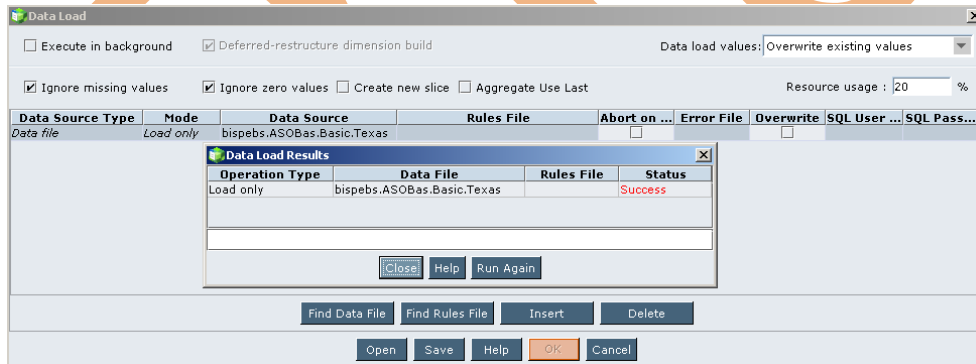 Data Load
Execute in background Deferred-restructure dimension build Data load values: Overwrite existing values
Ignore missing values Ignore zero values Create new slice Aggregate Use Last Resource usage : 20 %
Data Source Type Mode Data Source Rules File Abort on ... Error File Overwrite SQL User ... SQL Pass...
Data file Load only bispebs.ASOBas.Basic.Texas
Data Load Results
Operation Type Data File Rules File Status
Load only bispebs.ASOBas.Basic.Texas Success
Close Help Run Again
Find Data File Find Rules File Insert Delete
Open Save Help OK Cancel